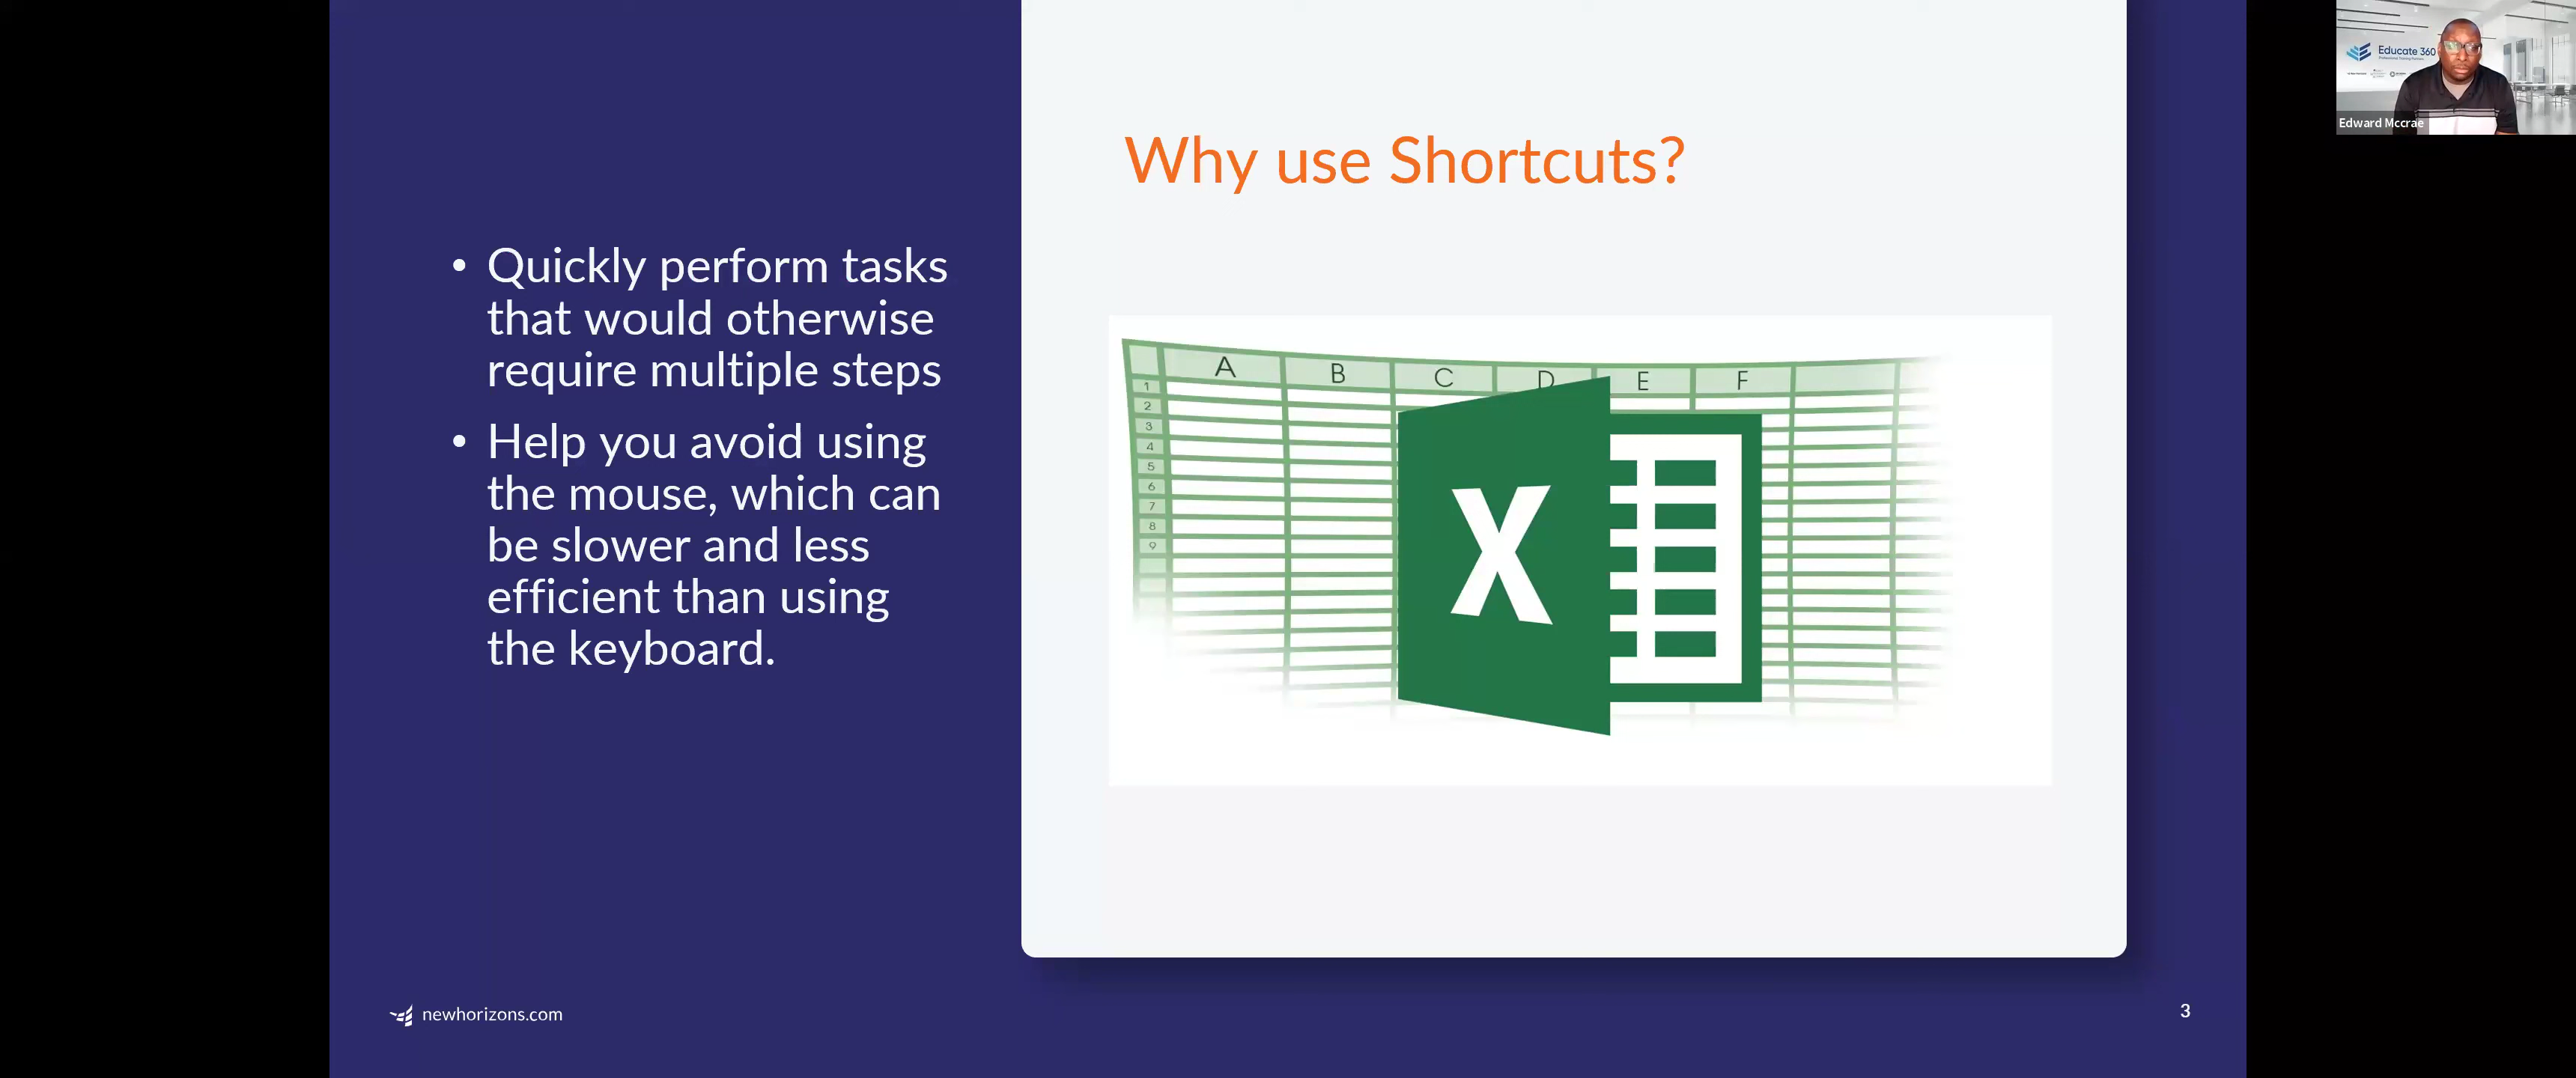 Why use Shortcuts?
• Quickly perform tasks
that would otherwise
require multiple steps
• Help you avoid using
the mouse, which can
be slower and less
efficient than using
the keyboard.
A B C D E F
1
2
3
4
5
6
7
8
9
X
newhorizons.com
3
Educate 360
Edward Mccrae